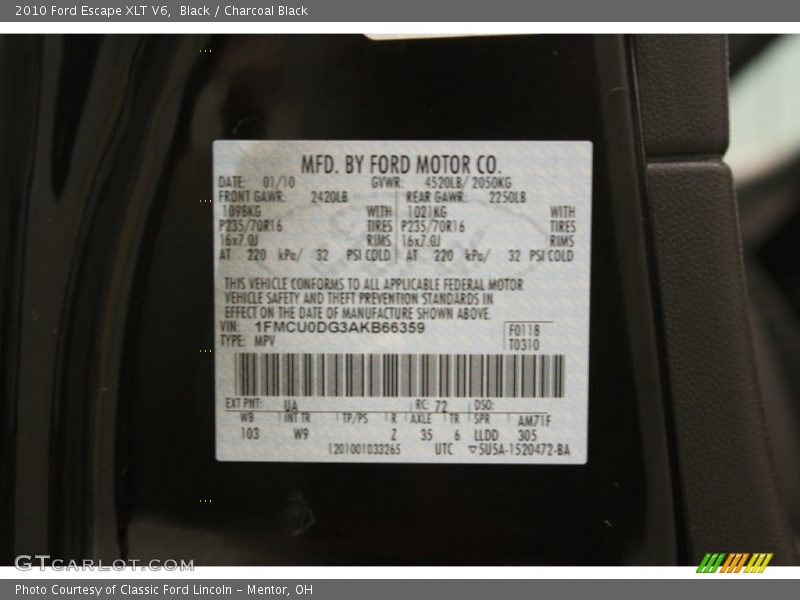 2010 Ford Escape XLT V6,  Black / Charcoal Black
MFD. BY FORD MOTOR CO.
DATE: 01/10 GVWR: 4520LB/ 2050KG
FRONT GAWR: 2420LB REAR GAWR: 2250LB
1098KG WITH 1021KG WITH
P235/70R16 TIRES P235/70R16 TIRES
16x7.0J RIMS 16x7.0J RIMS
AT 220 kPa/ 32 PSI COLD AT 220 kPa/ 32 PSI COLD
THIS VEHICLE CONFORMS TO ALL APPLICABLE FEDERAL MOTOR
VEHICLE SAFETY AND THEFT PREVENTION STANDARDS IN
EFFECT ON THE DATE OF MANUFACTURE SHOWN ABOVE.
VIN: 1FMCU0DG3AKB66359 F0118
TYPE: MPV T0310
EXT PNT: UA RC: 72 DSO:
WB INT TR TP/PS R AXLE TR SPR AM71F
103 W9 Z 35 6 LLDD 305
1201001033265 UTC ▽5U5A-1520472-BA
GTCARLOT.COM
Photo Courtesy of Classic Ford Lincoln - Mentor, OH